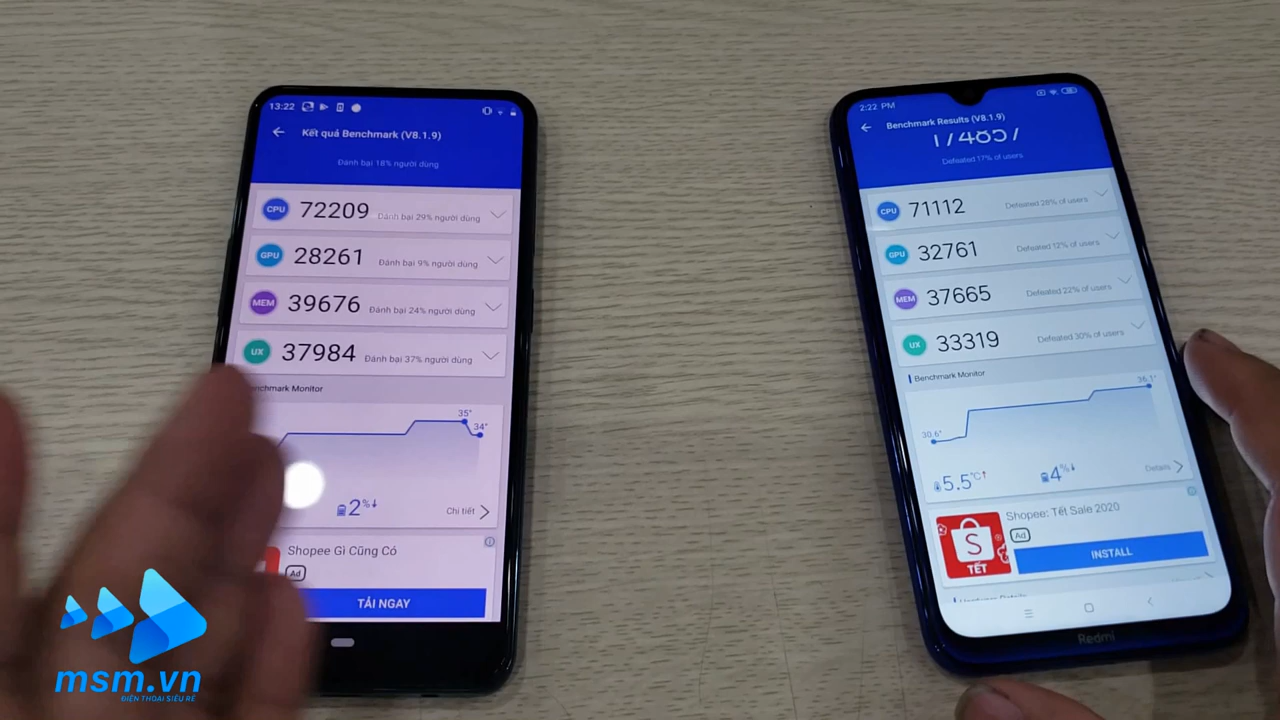 13:22
Kết quả Benchmark (V8.1.9)
Đánh bại 18% người dùng
CPU 72209 Đánh bại 29% người dùng
GPU 28261 Đánh bại 9% người dùng
MEM 39676 Đánh bại 24% người dùng
UX 37984 Đánh bại 37% người dùng
nchmark Monitor
35°
34°
2%↓
Chi tiết
Shopee Gì Cũng Có
Ad
TẢI NGAY
msm.vn
ĐIỆN THOẠI SIÊU RẺ
2:22 PM
Benchmark Results (V8.1.9)
174857
Defeated 17% of users
CPU 71112 Defeated 28% of users
GPU 32761 Defeated 12% of users
MEM 37665 Defeated 22% of users
UX 33319 Defeated 30% of users
Benchmark Monitor
36.1°
30.6°
5.5°C↑ 4%↓ Details
Shopee: Tết Sale 2020
Ad
INSTALL
S
TẾT
Redmi